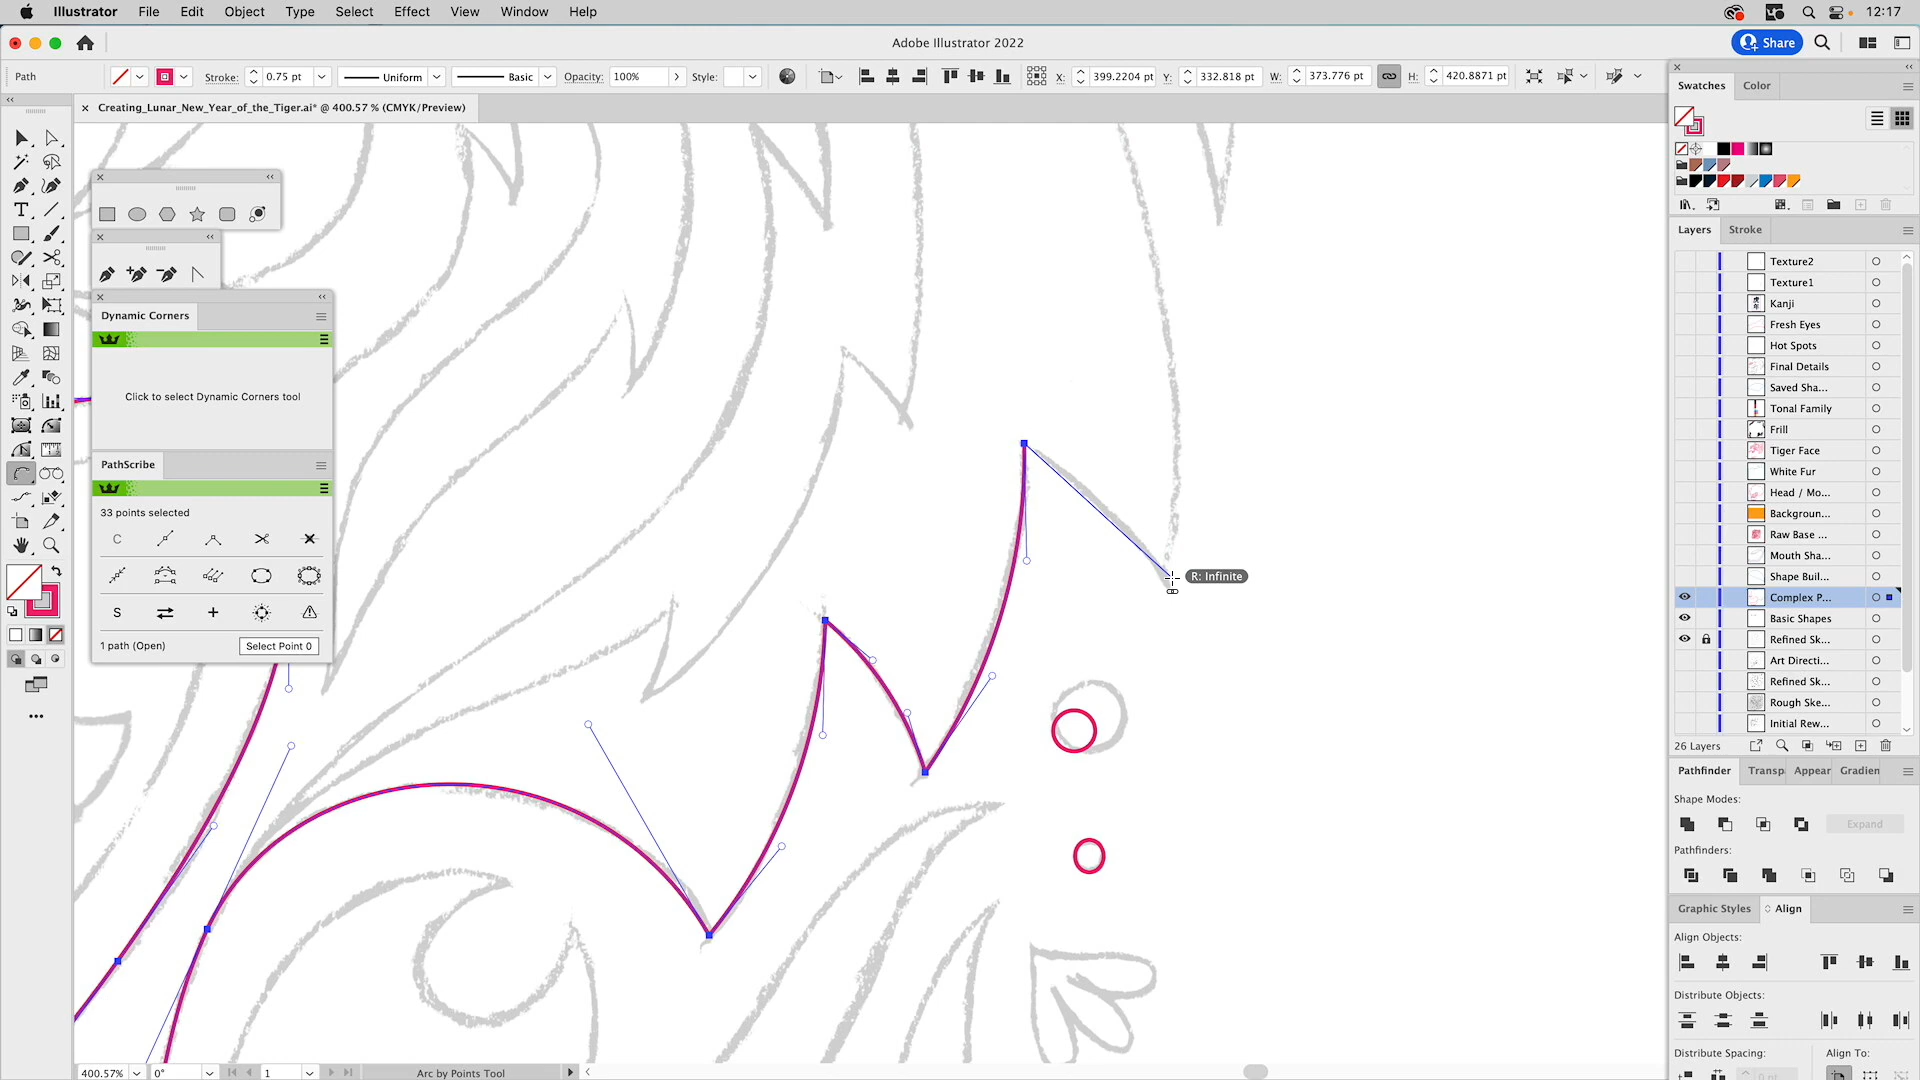 Illustrator File Edit Object Type Select Effect View Window Help 12:17
Adobe Illustrator 2022
Share
Path Stroke: 0.75 pt Uniform Basic Opacity: 100% Style: X: 399.2204 pt Y: 332.818 pt W: 373.776 pt H: 420.8871 pt
Creating_Lunar_New_Year_of_the_Tiger.ai* @ 400.57 % (CMYK/Preview)
Swatches Color
Layers Stroke
Texture2
Texture1
Kanji
Fresh Eyes
Hot Spots
Final Details
Saved Sha...
Tonal Family
Frill
Tiger Face
White Fur
Head / Mo...
Backgroun...
Raw Base ...
Mouth Sha...
Shape Buil...
Complex P...
Basic Shapes
Refined Sk...
Art Directi...
Refined Sk...
Rough Ske...
Initial Rew...
26 Layers
Pathfinder Transp Appear Gradien
Shape Modes:
Expand
Pathfinders:
Graphic Styles Align
Align Objects:
Distribute Objects:
Distribute Spacing: Align To:
0 pt
Dynamic Corners
Click to select Dynamic Corners tool
PathScribe
33 points selected
C
S
1 path (Open) Select Point 0
R: Infinite
400.57% 0° 1 Arc by Points Tool